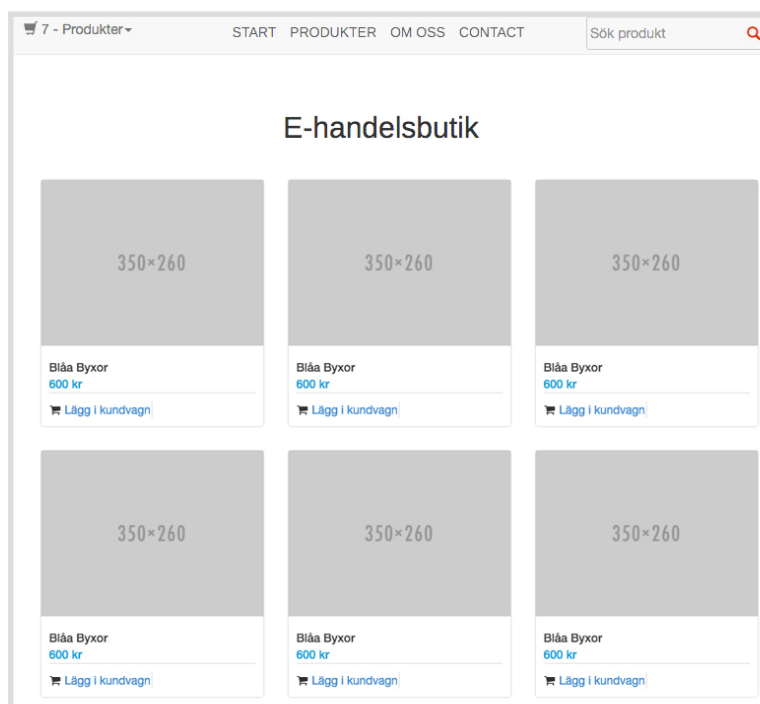 7 - Produkter
START PRODUKTER OM OSS CONTACT
Sök produkt
E-handelsbutik
350×260 350×260 350×260
Blåa Byxor Blåa Byxor Blåa Byxor
600 kr 600 kr 600 kr
Lägg i kundvagn Lägg i kundvagn Lägg i kundvagn
350×260 350×260 350×260
Blåa Byxor Blåa Byxor Blåa Byxor
600 kr 600 kr 600 kr
Lägg i kundvagn Lägg i kundvagn Lägg i kundvagn